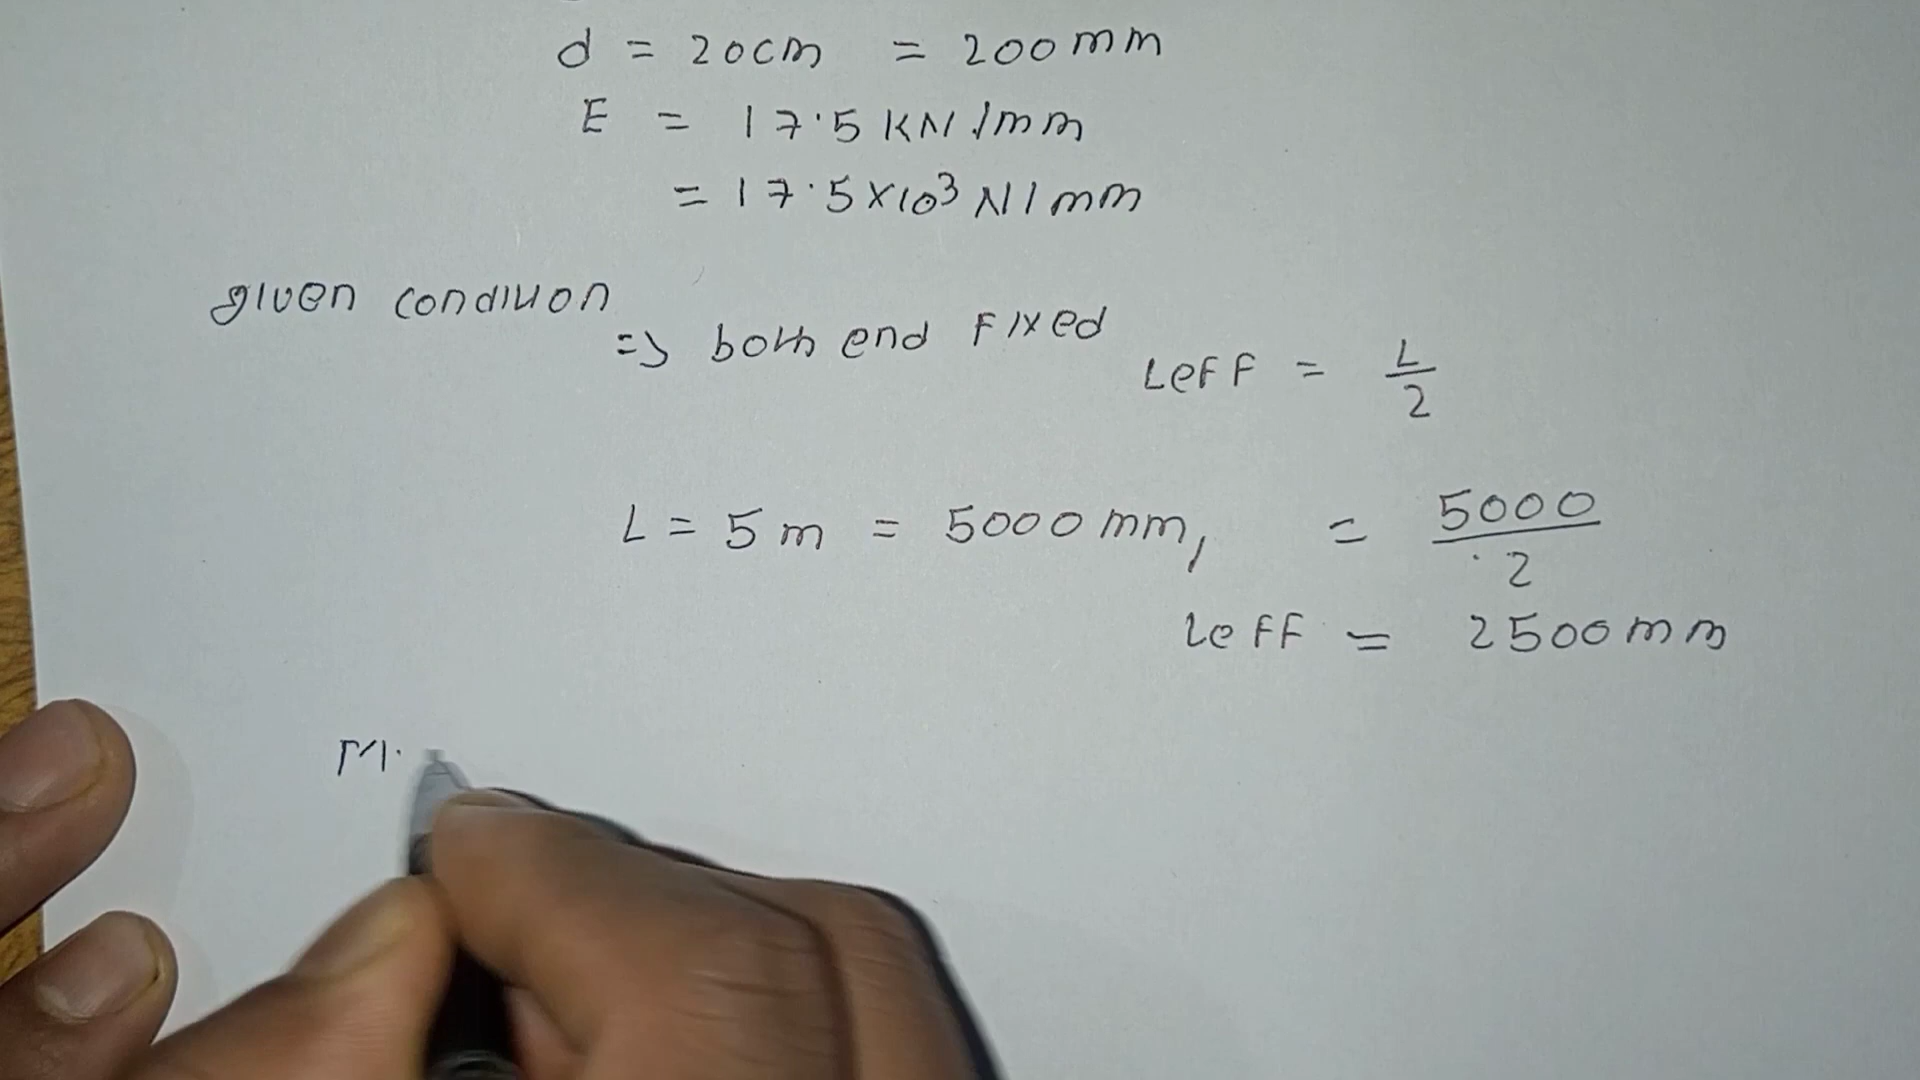 d = 20cm = 200mm
E = 17.5 KN/mm
= 17.5×10³ N/mm
given condition
=> both end Fixed
LeFF = L/2
L = 5m = 5000mm, = 5000/2
LeFF = 2500mm
M.